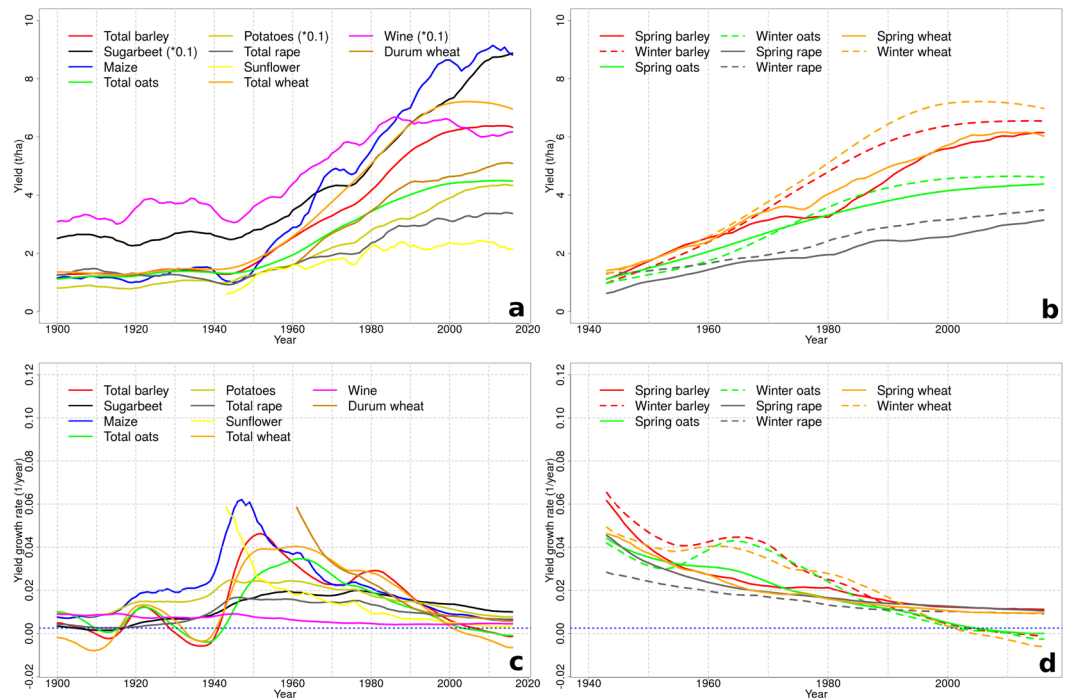 10
8
6
4
2
0
Yield (t/ha)
Total barley Potatoes (*0.1) Wine (*0.1)
Sugarbeet (*0.1) Total rape Durum wheat
Maize Sunflower
Total oats Total wheat
a
1900 1920 1940 1960 1980 2000 2020
Year
10
8
6
4
2
0
Yield (t/ha)
Spring barley Winter oats Spring wheat
Winter barley Spring rape Winter wheat
Spring oats Winter rape
b
1940 1960 1980 2000
Year
0.12
0.10
0.08
0.06
0.04
0.02
0.00
-0.02
Yield growth rate (1/year)
Total barley Potatoes Wine
Sugarbeet Total rape Durum wheat
Maize Sunflower
Total oats Total wheat
c
1900 1920 1940 1960 1980 2000 2020
Year
0.12
0.10
0.08
0.06
0.04
0.02
0.00
-0.02
Yield growth rate (1/year)
Spring barley Winter oats Spring wheat
Winter barley Spring rape Winter wheat
Spring oats Winter rape
d
1940 1960 1980 2000
Year